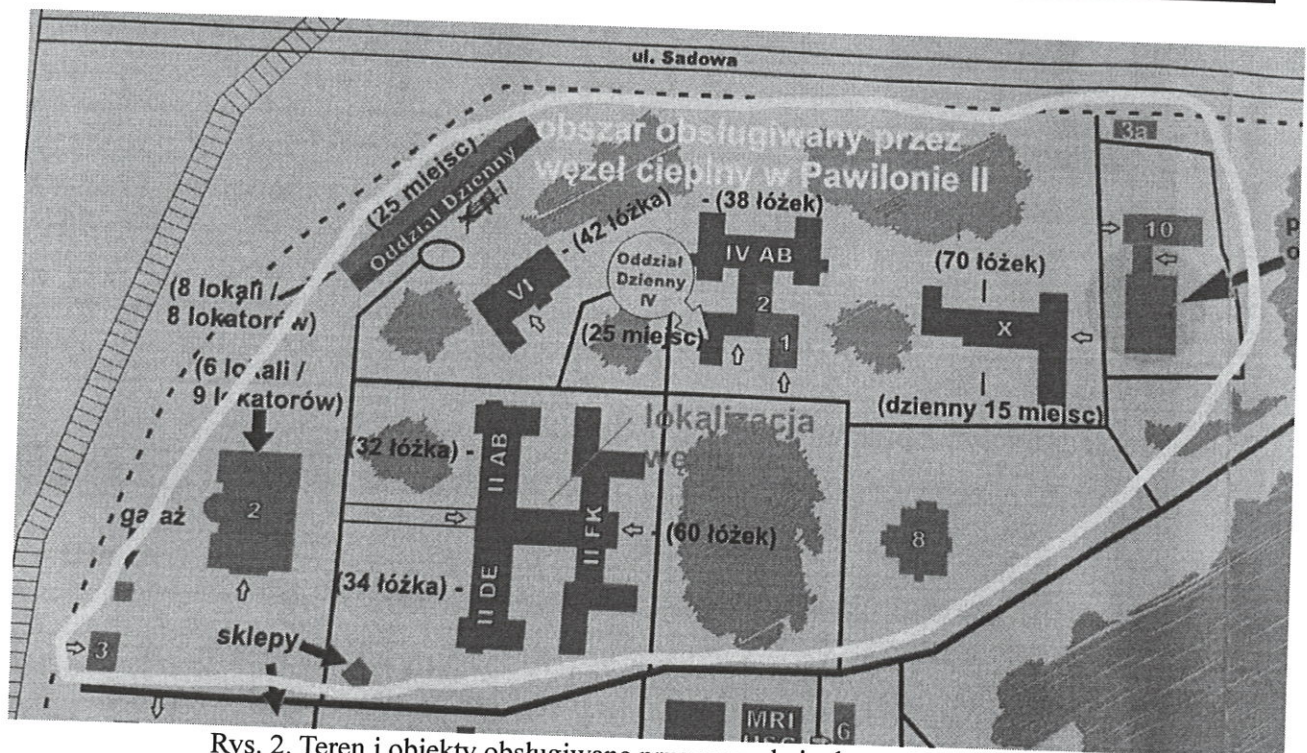 ul. Sadowa
obszar obsługiwany przez
węzeł cieplny w Pawilonie II
3a
(25 miejsc)
Oddział Dzienny
- (42 łóżka)
- (38 łóżek)
Oddział
Dzienny
IV
IV AB
VI
2
1
(25 miejsc)
(70 łóżek)
X
(dzienny 15 miejsc)
10
p
o
(8 lokali /
8 lokatorów)
(6 lokali /
9 lokatorów)
2
garaż
3
sklepy
(32 łóżka) -
II AB
II FK
II DE
(34 łóżka) -
- (60 łóżek)
lokalizacja
8
MRI
6
Rys. 2. Teren i obiekty obsługiwane przez